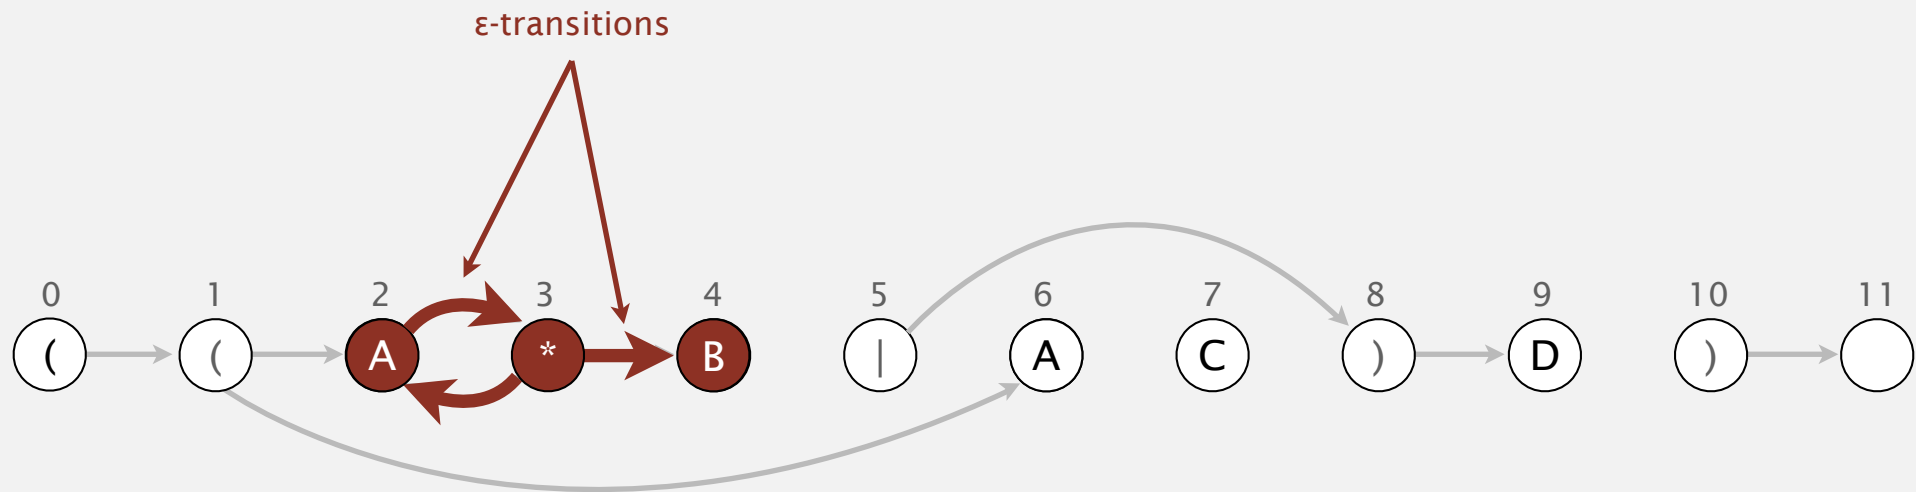 ε-transitions
0 1 2 3 4 5 6 7 8 9 10 11
( ( A * B | A C ) D )